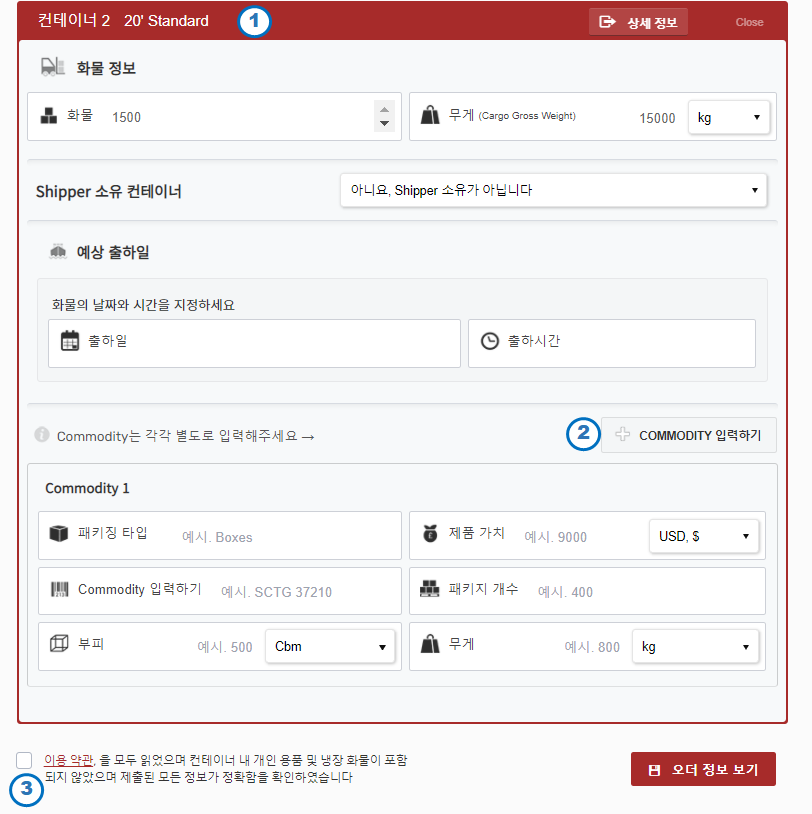 컨테이너 2 20' Standard 1 상세 정보 Close
화물 정보
화물 1500 무게 (Cargo Gross Weight) 15000 kg
Shipper 소유 컨테이너 아니요, Shipper 소유가 아닙니다
예상 출하일
화물의 날짜와 시간을 지정하세요
출하일 출하시간
Commodity는 각각 별도로 입력해주세요 → 2 COMMODITY 입력하기
Commodity 1
패키징 타입 예시. Boxes 제품 가치 예시. 9000 USD, $
Commodity 입력하기 예시. SCTG 37210 패키지 개수 예시. 400
부피 예시. 500 Cbm 무게 예시. 800 kg
이용 약관, 을 모두 읽었으며 컨테이너 내 개인 용품 및 냉장 화물이 포함
되지 않았으며 제출된 모든 정보가 정확함을 확인하였습니다
3
오더 정보 보기